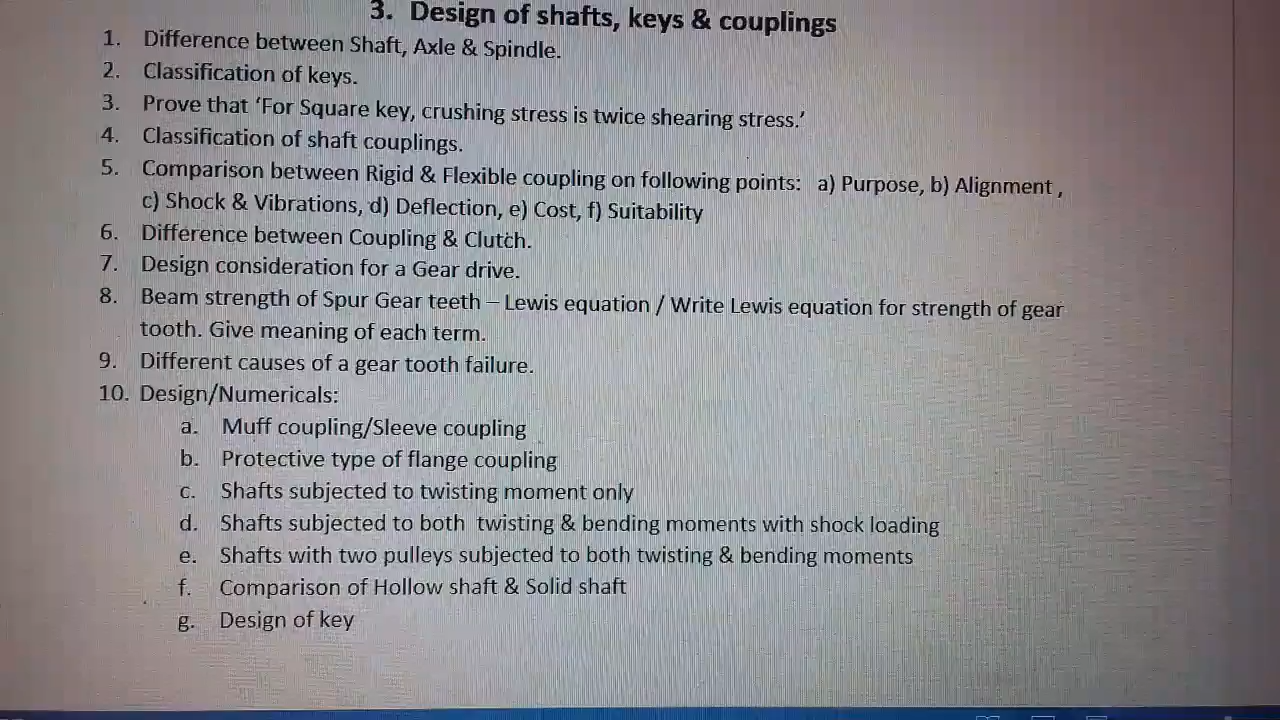 3. Design of shafts, keys & couplings
1. Difference between Shaft, Axle & Spindle.
2. Classification of keys.
3. Prove that ‘For Square key, crushing stress is twice shearing stress.’
4. Classification of shaft couplings.
5. Comparison between Rigid & Flexible coupling on following points: a) Purpose, b) Alignment ,
c) Shock & Vibrations, d) Deflection, e) Cost, f) Suitability
6. Difference between Coupling & Clutch.
7. Design consideration for a Gear drive.
8. Beam strength of Spur Gear teeth – Lewis equation / Write Lewis equation for strength of gear
tooth. Give meaning of each term.
9. Different causes of a gear tooth failure.
10. Design/Numericals:
a. Muff coupling/Sleeve coupling
b. Protective type of flange coupling
c. Shafts subjected to twisting moment only
d. Shafts subjected to both twisting & bending moments with shock loading
e. Shafts with two pulleys subjected to both twisting & bending moments
f. Comparison of Hollow shaft & Solid shaft
g. Design of key